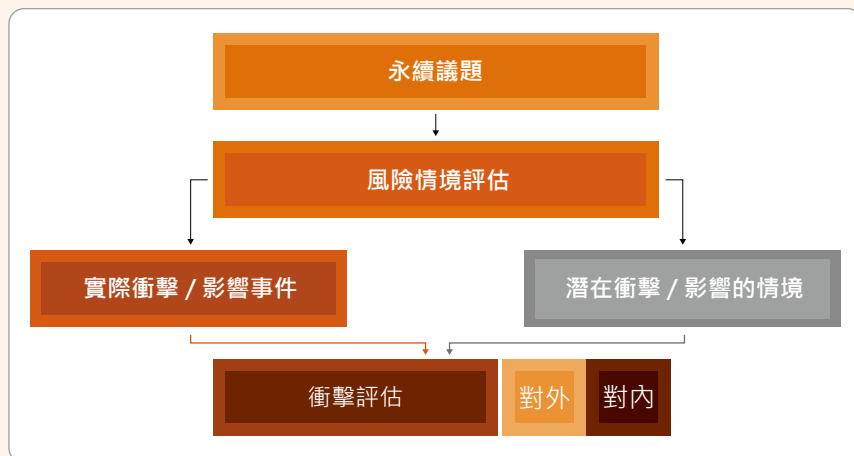 永續議題
風險情境評估
實際衝擊 / 影響事件
潛在衝擊 / 影響的情境
衝擊評估
對外
對內